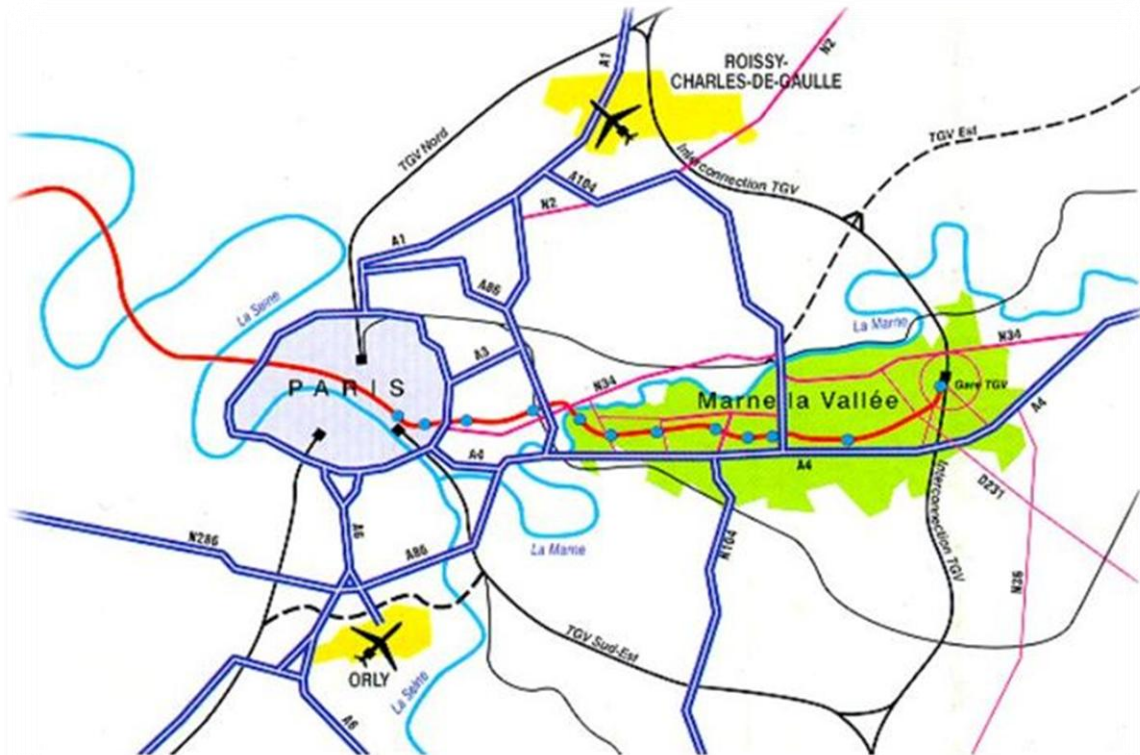 A1
N2
ROISSY-
CHARLES-DE-GAULLE
TGV Nord
TGV Est
Interconnection TGV
A104
N2
A1
La Seine
A86
La Marne
A3
N34
N34
PARIS
Marne la Vallée
Gare TGV
A4
A4
A4
D231
Interconnection TGV
N286
A6
A86
La Marne
N104
N36
TGV Sud-Est
ORLY
La Seine
A6